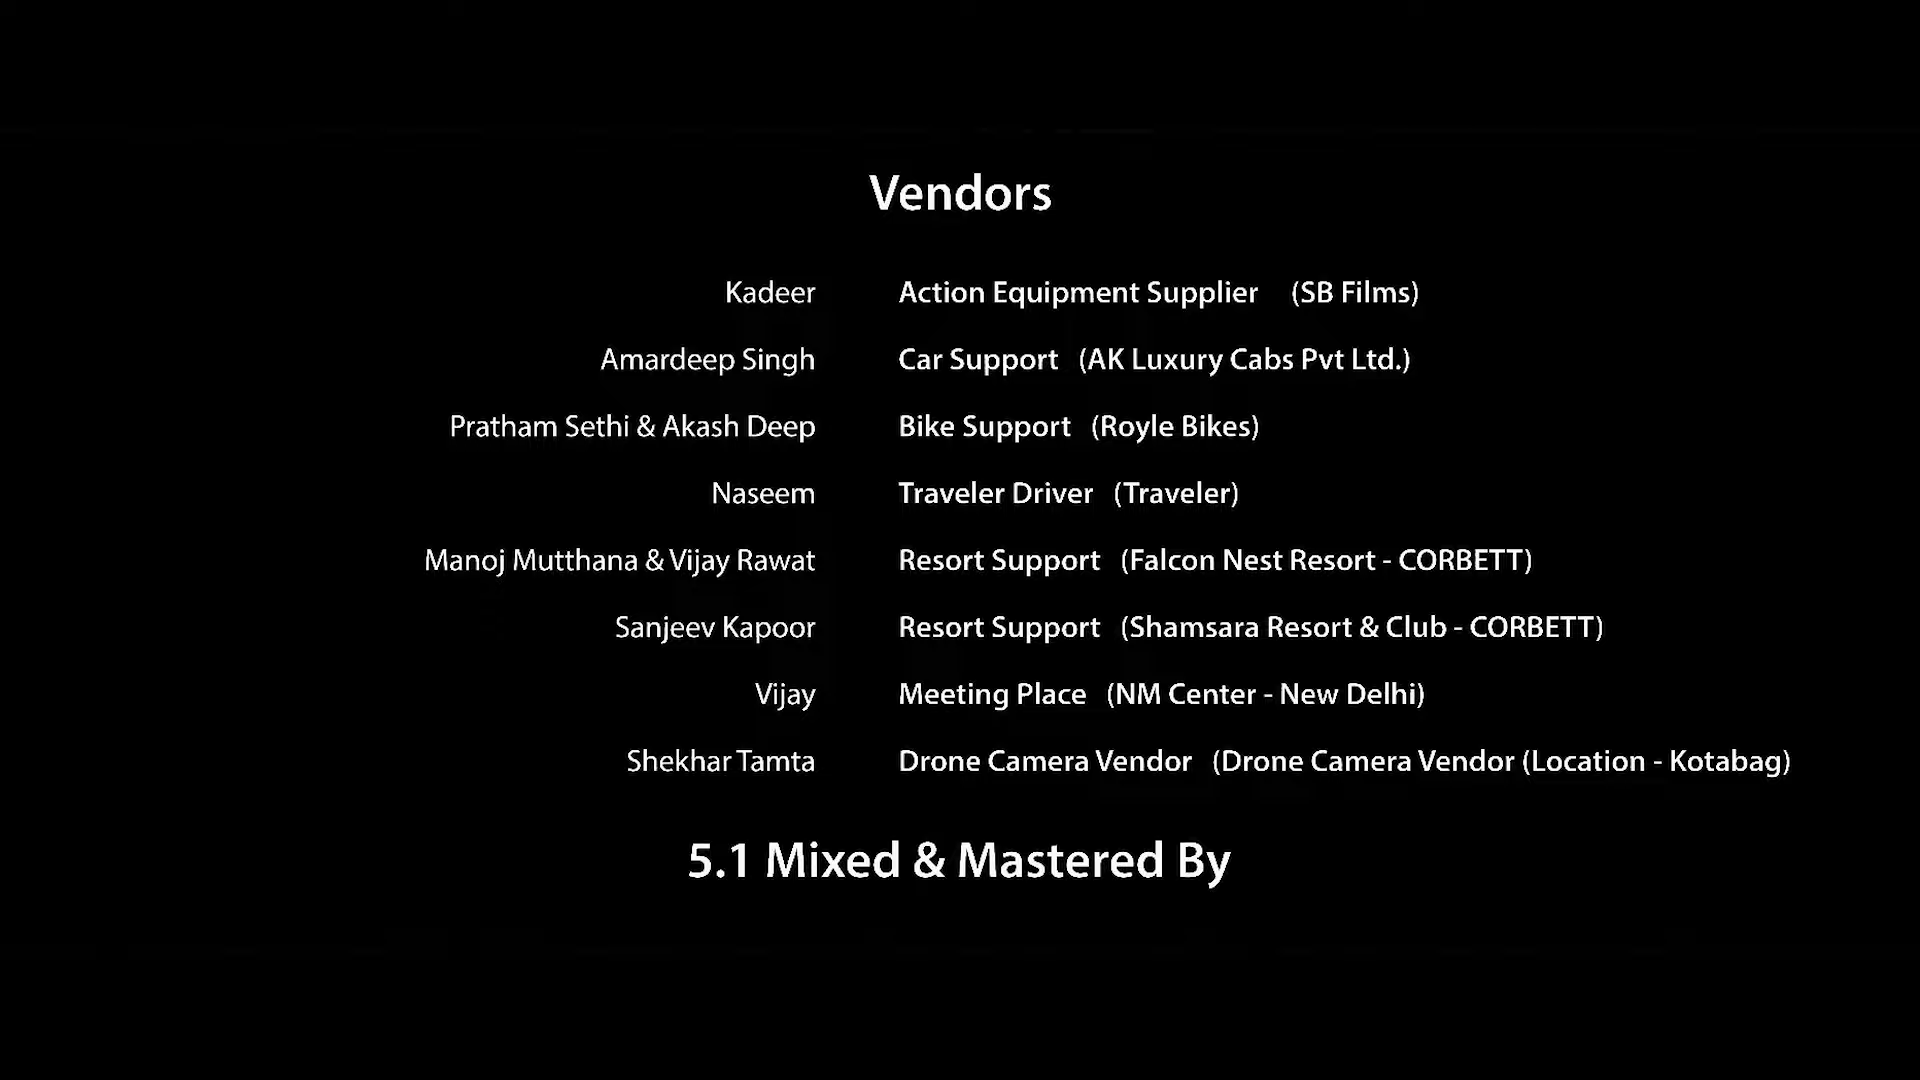 Vendors
Kadeer Action Equipment Supplier (SB Films)
Amardeep Singh Car Support (AK Luxury Cabs Pvt Ltd.)
Pratham Sethi & Akash Deep Bike Support (Royle Bikes)
Naseem Traveler Driver (Traveler)
Manoj Mutthana & Vijay Rawat Resort Support (Falcon Nest Resort - CORBETT)
Sanjeev Kapoor Resort Support (Shamsara Resort & Club - CORBETT)
Vijay Meeting Place (NM Center - New Delhi)
Shekhar Tamta Drone Camera Vendor (Drone Camera Vendor (Location - Kotabag)
5.1 Mixed & Mastered By